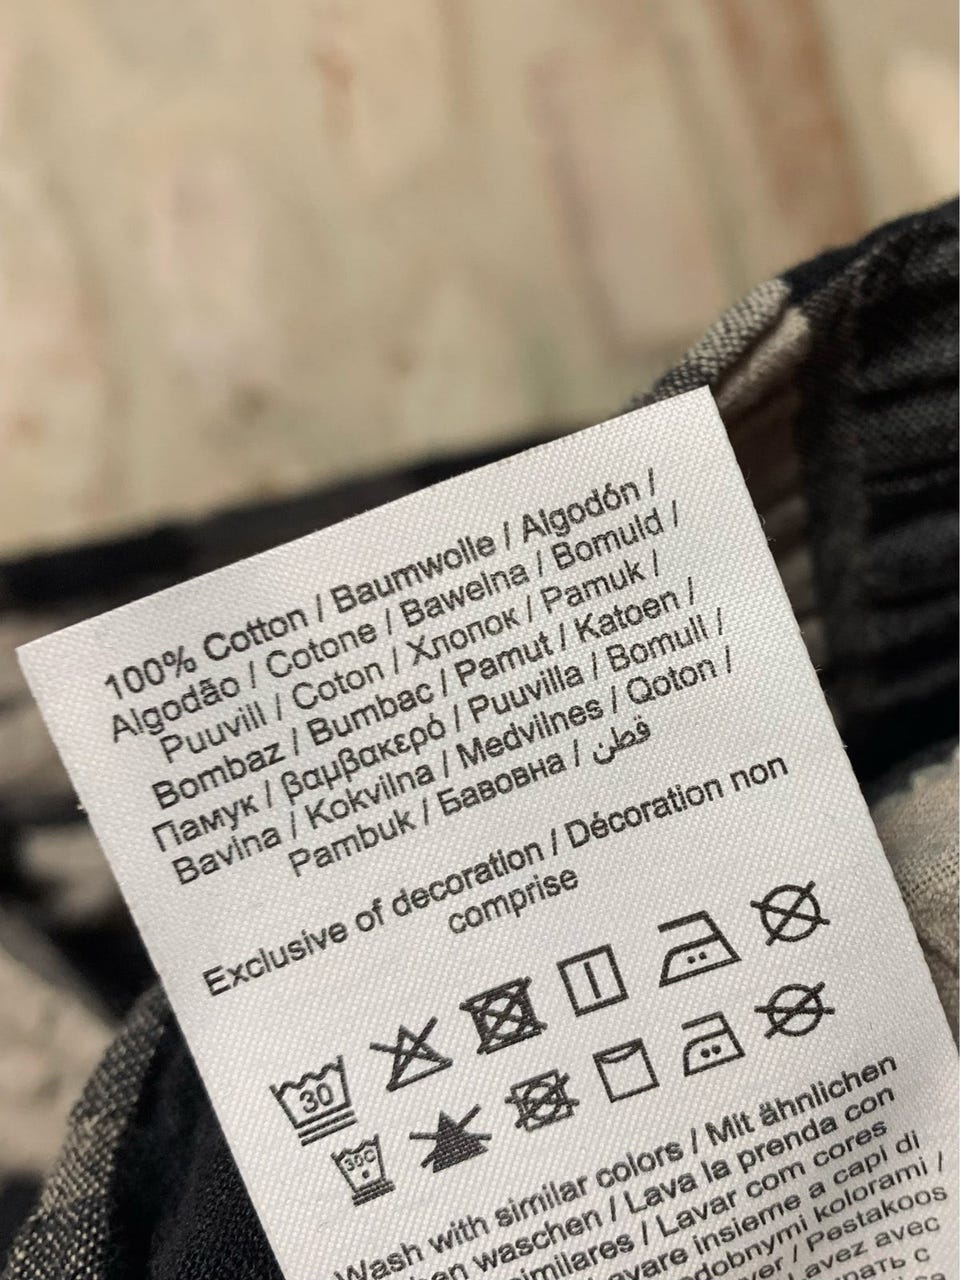 100% Cotton / Baumwolle / Algodón /
Algodão / Cotone / Bawełna / Bomuld /
Puuvill / Coton / Хлопок / Pamuk /
Bombaz / Bumbac / Pamut / Katoen /
Памук / βαμβακερό / Puuvilla / Bomull /
Bavlna / Kokvilna / Medvilnės / Qoton /
Pambuk / Бавовна / قطن
Exclusive of decoration / Décoration non
comprise
30
30C
Wash with similar colors / Mit ähnlichen
waschen / Lava la prenda con
similares / Lavar com cores
Lavare insieme a capi di
kolorami /
Pestakoos
avec
с